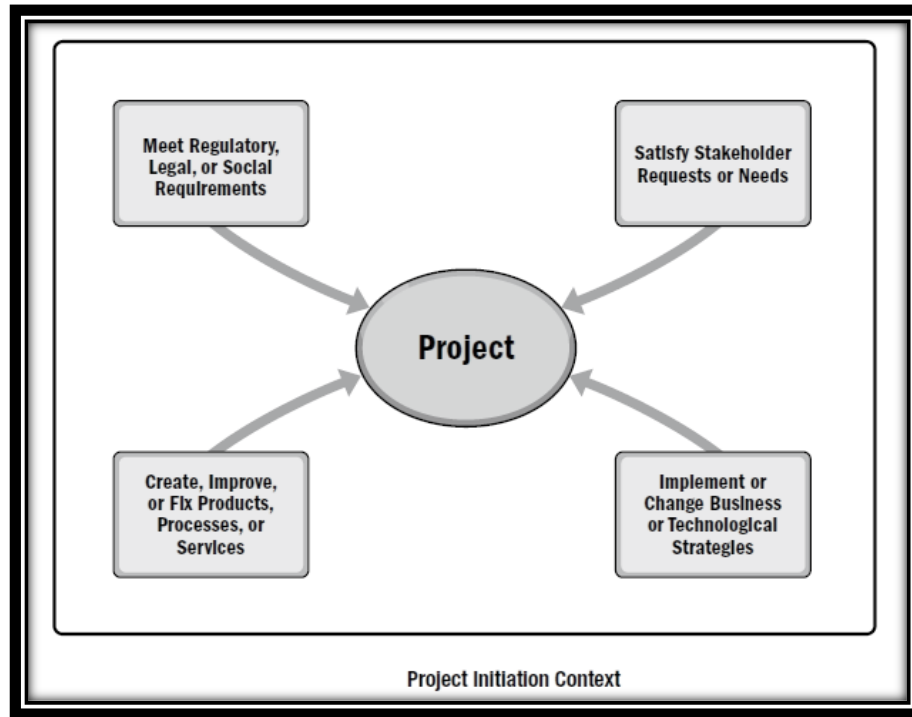 Meet Regulatory,
Legal, or Social
Requirements
Satisfy Stakeholder
Requests or Needs
Project
Create, Improve,
or Fix Products,
Processes, or
Services
Implement or
Change Business
or Technological
Strategies
Project Initiation Context